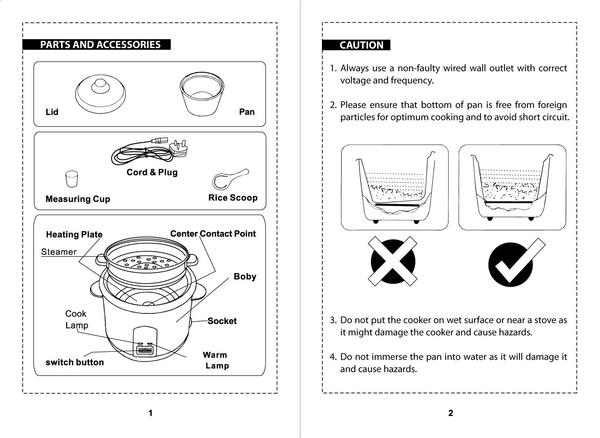 PARTS AND ACCESSORIES
Lid
Pan
Cord & Plug
Measuring Cup
Rice Scoop
Heating Plate
Center Contact Point
Steamer
Boby
Cook
Lamp
Socket
switch button
Warm
Lamp
1
CAUTION
1. Always use a non-faulty wired wall outlet with correct
voltage and frequency.
2. Please ensure that bottom of pan is free from foreign
particles for optimum cooking and to avoid short circuit.
3. Do not put the cooker on wet surface or near a stove as
it might damage the cooker and cause hazards.
4. Do not immerse the pan into water as it will damage it
and cause hazards.
2